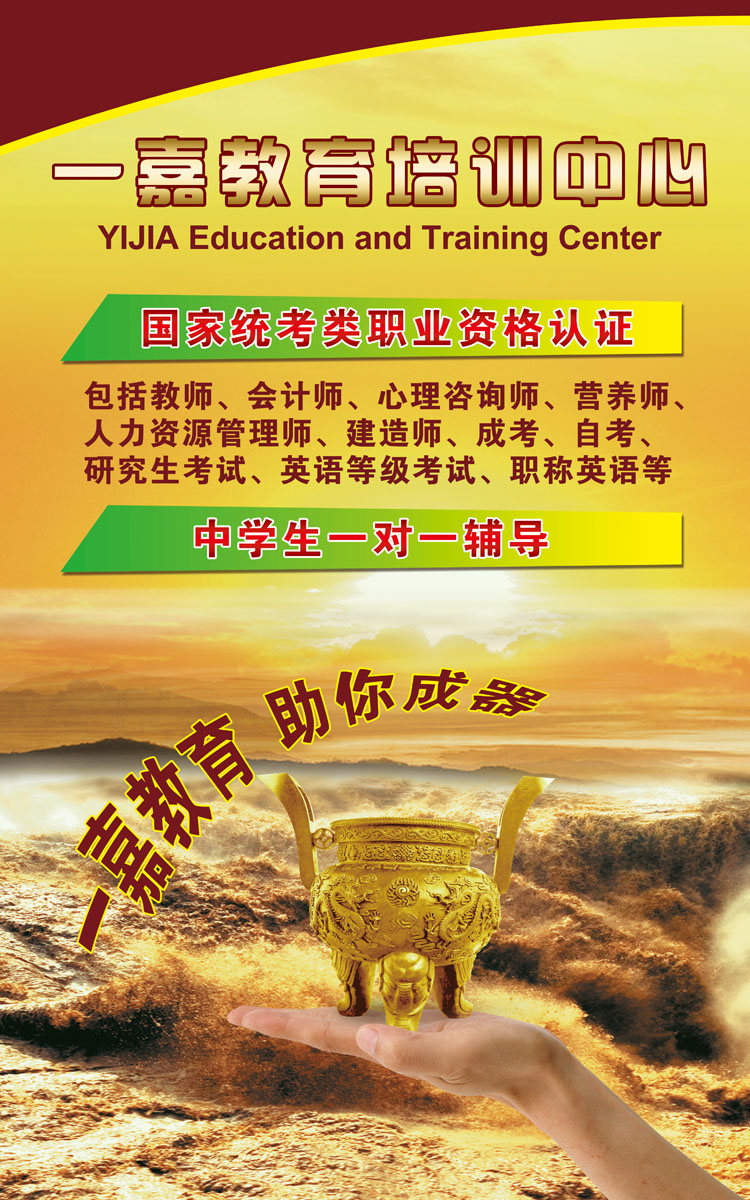 一嘉教育培训中心
YIJIA Education and Training Center
国家统考类职业资格认证
包括教师、会计师、心理咨询师、营养师、
人力资源管理师、建造师、成考、自考、
研究生考试、英语等级考试、职称英语等
中学生一对一辅导
一嘉教育 助你成器